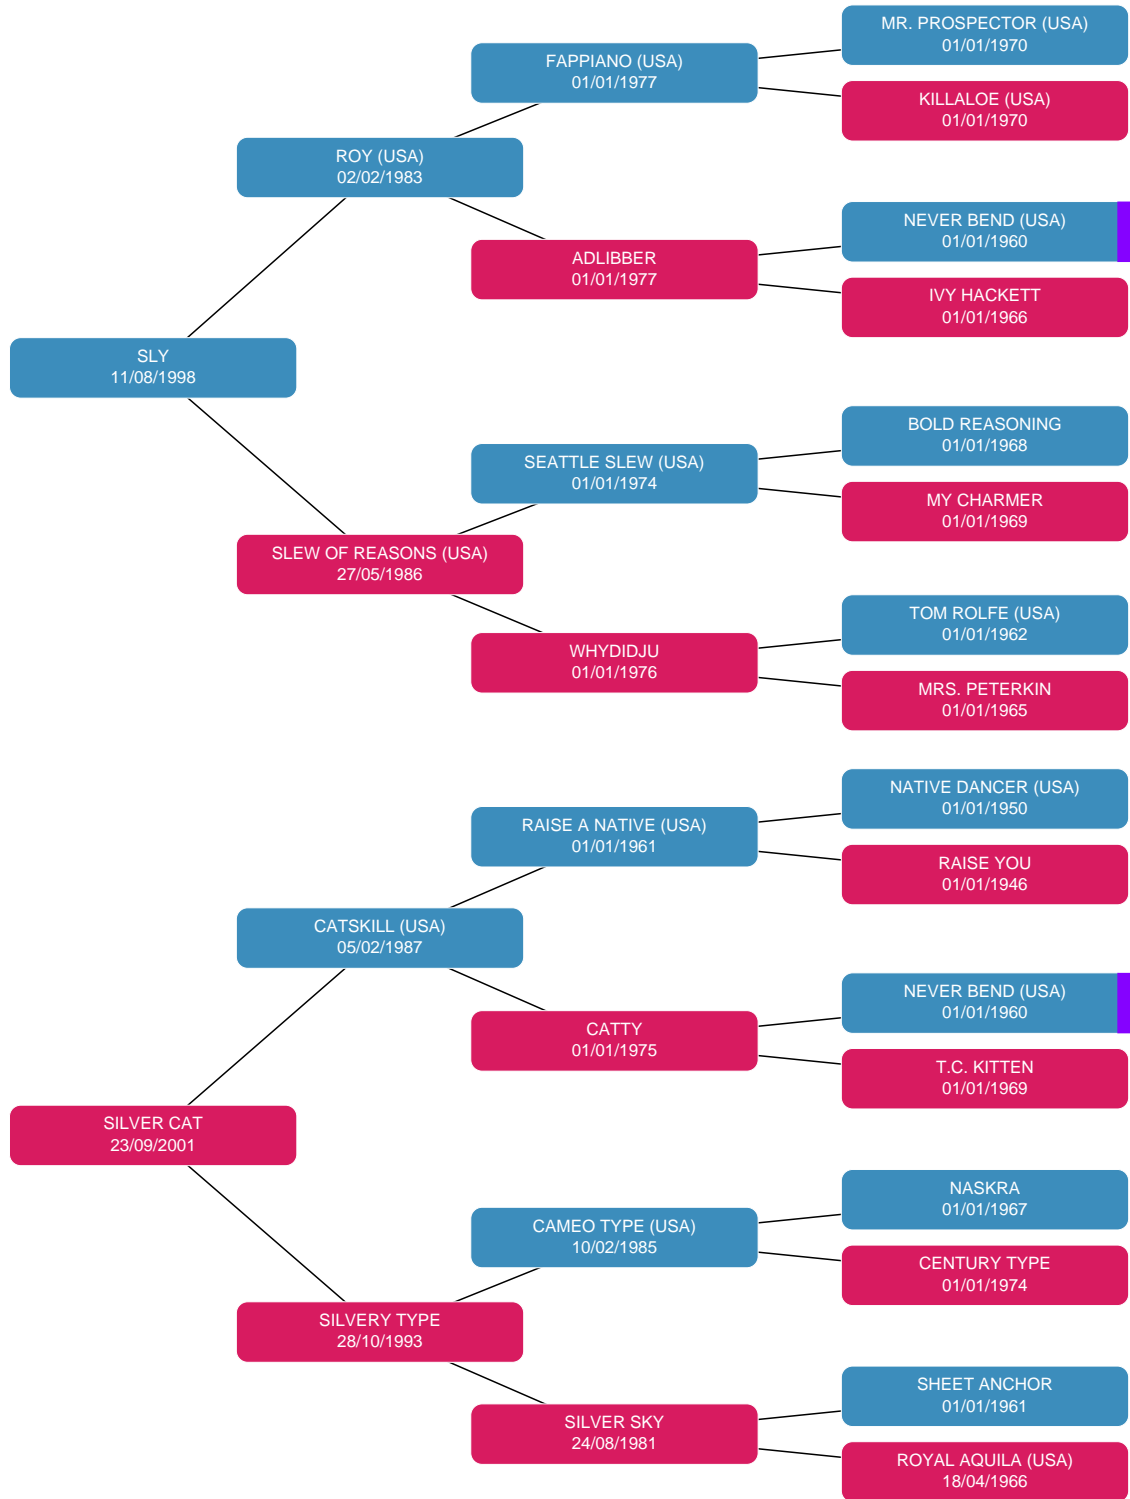 MR. PROSPECTOR (USA)
01/01/1970
FAPPIANO (USA)
01/01/1977
KILLALOE (USA)
01/01/1970
ROY (USA)
02/02/1983
NEVER BEND (USA)
01/01/1960
ADLIBBER
01/01/1977
IVY HACKETT
01/01/1966
SLY
11/08/1998
BOLD REASONING
01/01/1968
SEATTLE SLEW (USA)
01/01/1974
MY CHARMER
01/01/1969
SLEW OF REASONS (USA)
27/05/1986
TOM ROLFE (USA)
01/01/1962
WHYDIDJU
01/01/1976
MRS. PETERKIN
01/01/1965
NATIVE DANCER (USA)
01/01/1950
RAISE A NATIVE (USA)
01/01/1961
RAISE YOU
01/01/1946
CATSKILL (USA)
05/02/1987
NEVER BEND (USA)
01/01/1960
CATTY
01/01/1975
T.C. KITTEN
01/01/1969
SILVER CAT
23/09/2001
NASKRA
01/01/1967
CAMEO TYPE (USA)
10/02/1985
CENTURY TYPE
01/01/1974
SILVERY TYPE
28/10/1993
SHEET ANCHOR
01/01/1961
SILVER SKY
24/08/1981
ROYAL AQUILA (USA)
18/04/1966